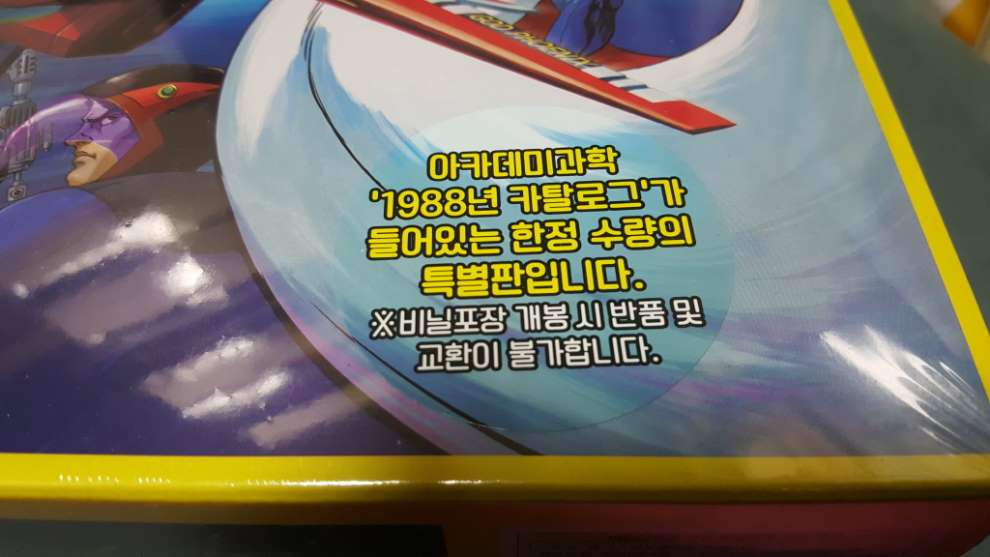 GOD PHOENIX
아카데미과학
'1988년 카탈로그'가
들어있는 한정 수량의
특별판입니다.
※비닐포장 개봉 시 반품 및
교환이 불가합니다.